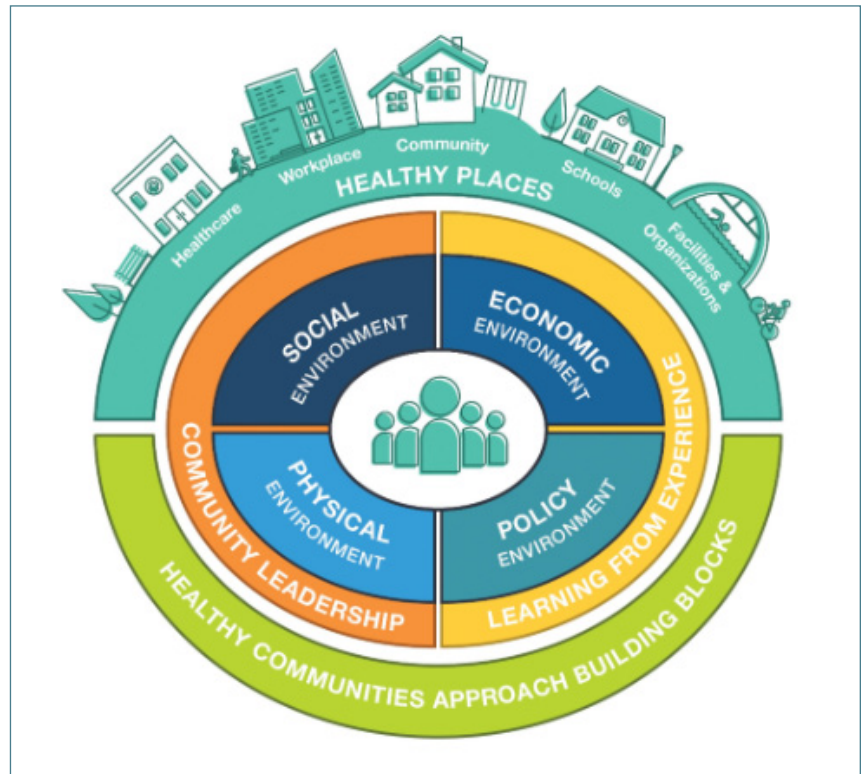 Healthcare
Workplace
Community
Schools
Facilities &
Organizations
HEALTHY PLACES
SOCIAL
ENVIRONMENT
ECONOMIC
ENVIRONMENT
PHYSICAL
ENVIRONMENT
POLICY
ENVIRONMENT
COMMUNITY LEADERSHIP
LEARNING FROM EXPERIENCE
HEALTHY COMMUNITIES APPROACH BUILDING BLOCKS